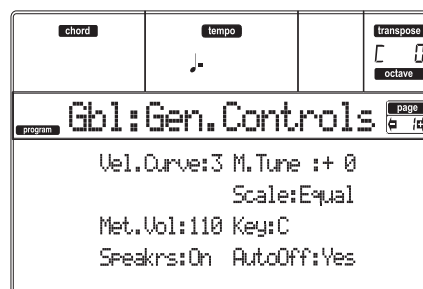 chord tempo transpose
C 0
octave
program Gbl:Gen.Controls page
Vel.Curve:3 M.Tune :+ 0
Scale:Equal
Met.Vol:110 Key:C
Speakrs:On AutoOff:Yes